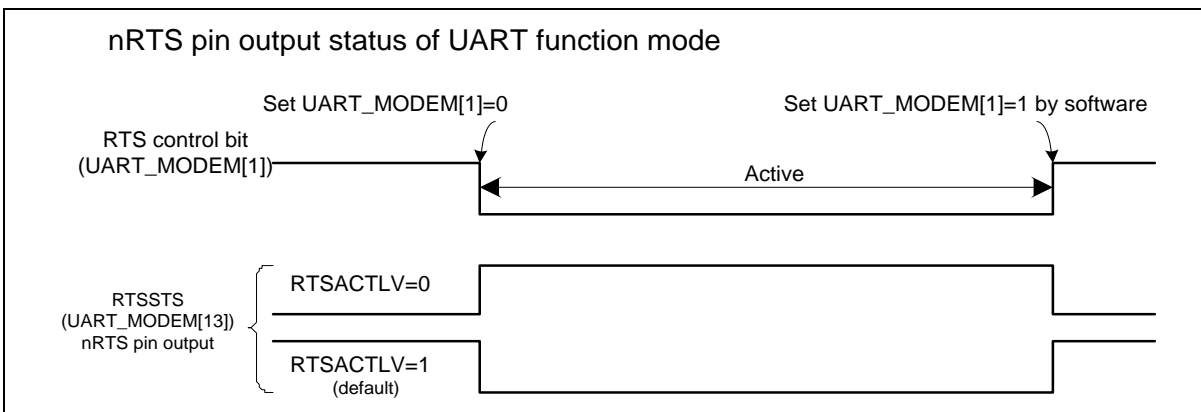 nRTS pin output status of UART function mode
Set UART_MODEM[1]=0
Set UART_MODEM[1]=1 by software
RTS control bit
(UART_MODEM[1])
Active
RTSACTLV=0
RTSSTS
(UART_MODEM[13])
nRTS pin output
RTSACTLV=1
(default)